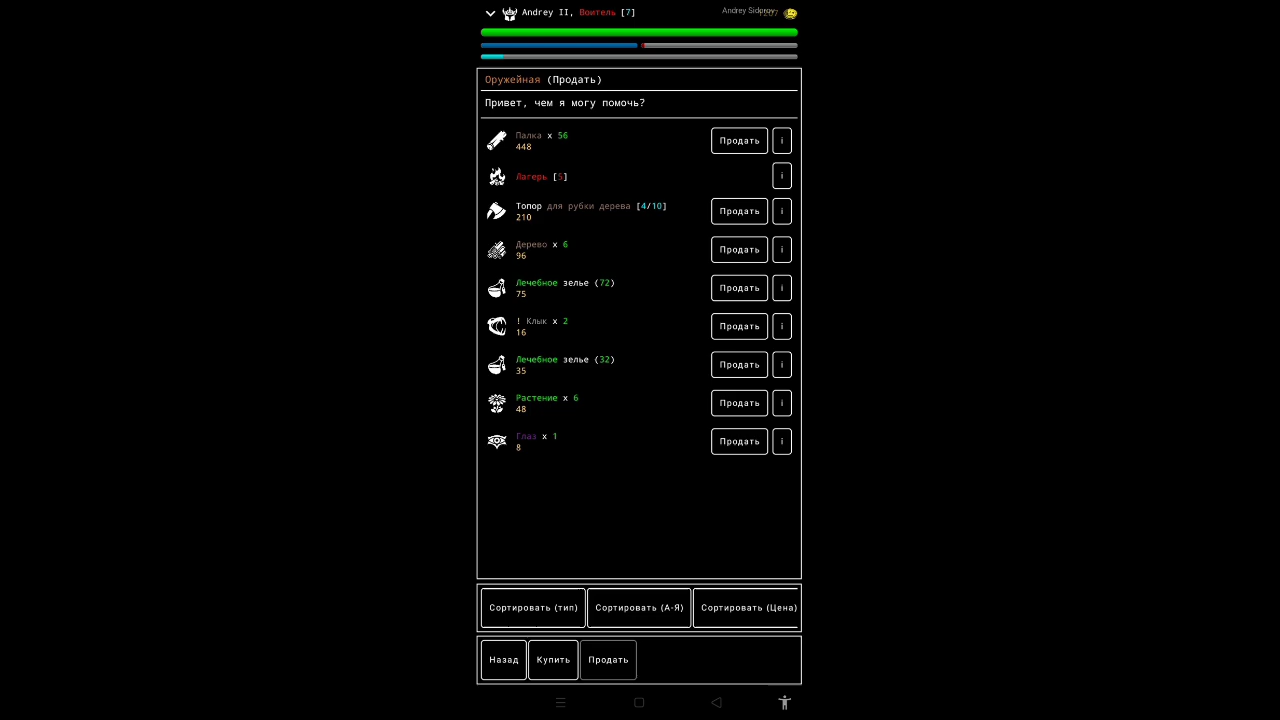 Andrey II, Воитель [7]
Andrey Sidorov
Оружейная (Продать)
Привет, чем я могу помочь?
Палка x 56
448
Продать
i
Лагерь [5]
i
Топор для рубки дерева [4/10]
210
Продать
i
Дерево x 6
96
Продать
i
Лечебное зелье (72)
75
Продать
i
! Клык x 2
16
Продать
i
Лечебное зелье (32)
35
Продать
i
Растение x 6
48
Продать
i
Глаз x 1
8
Продать
i
Сортировать (тип)
Сортировать (А-Я)
Сортировать (Цена)
Назад
Купить
Продать